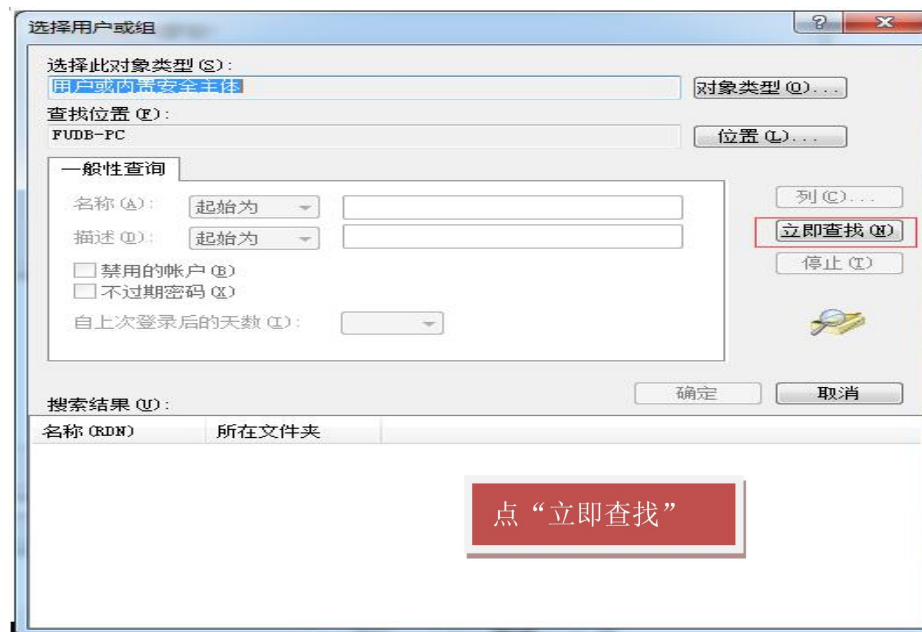 选择用户或组
选择此对象类型(S):
用户或内置安全主体
对象类型(O)...
查找位置(F):
FUDB-PC
位置(L)...
一般性查询
名称(A):
起始为
列(C)...
描述(D):
起始为
立即查找(N)
停止(T)
禁用的帐户(B)
不过期密码(X)
自上次登录后的天数(I):
确定
取消
搜索结果(U):
名称(RDN)
所在文件夹
点“立即查找”